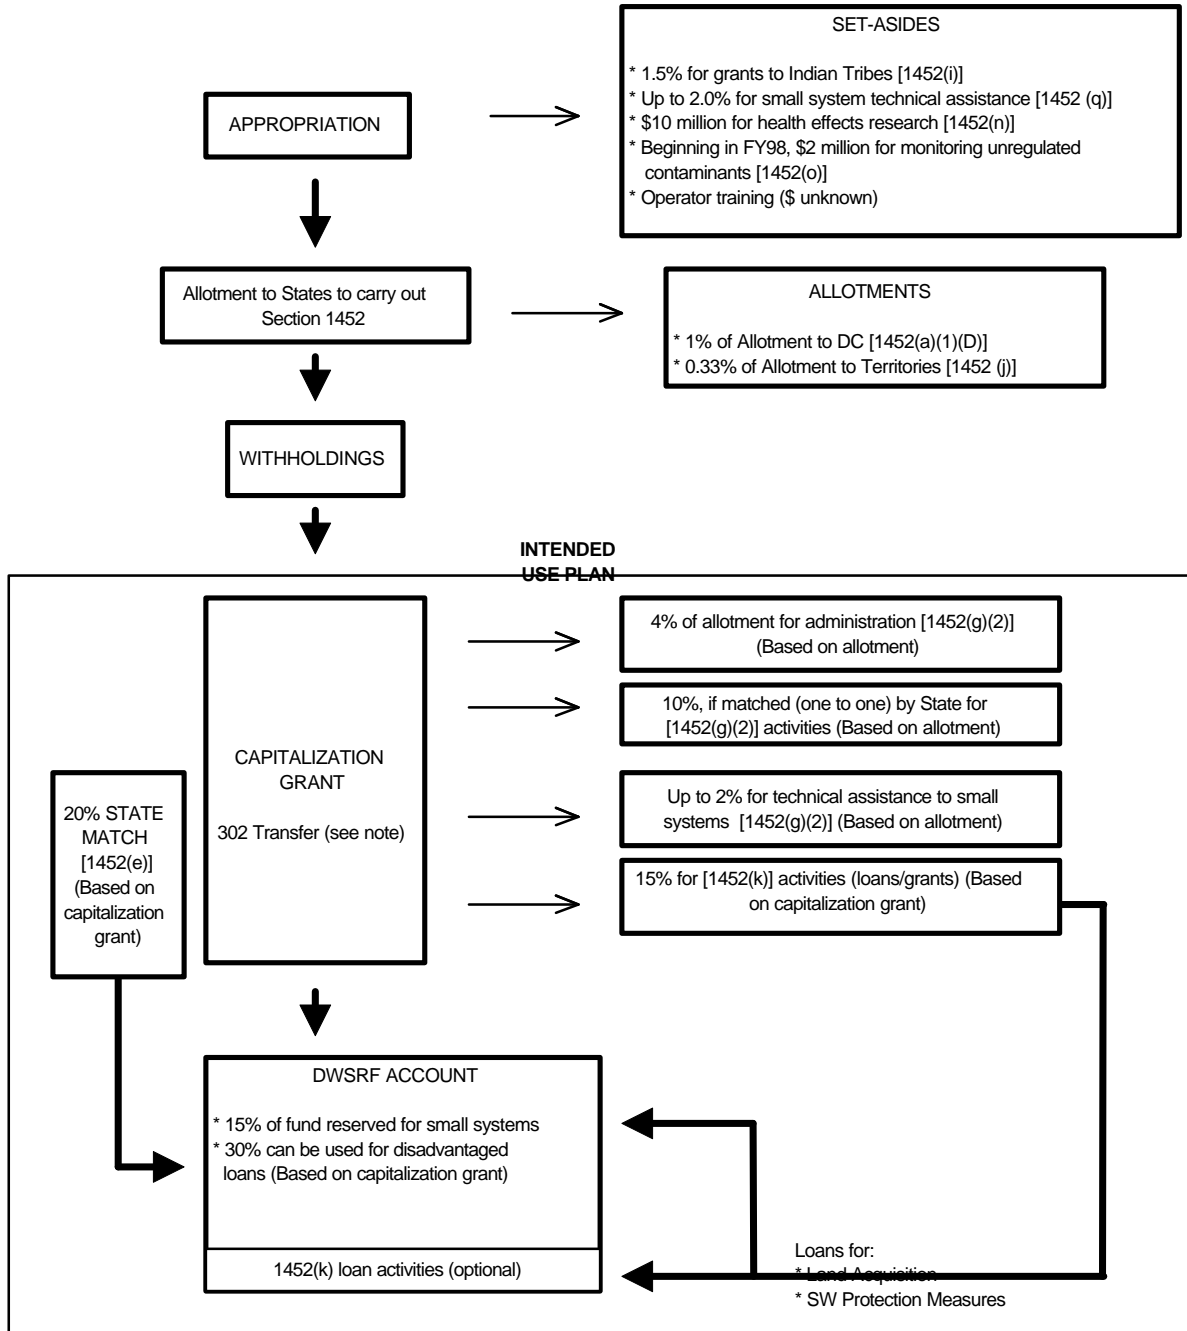 SET-ASIDES
* 1.5% for grants to Indian Tribes [1452(i)]
* Up to 2.0% for small system technical assistance [1452 (q)]
* $10 million for health effects research [1452(n)]
* Beginning in FY98, $2 million for monitoring unregulated
contaminants [1452(o)]
* Operator training ($ unknown)
APPROPRIATION
Allotment to States to carry out
Section 1452
ALLOTMENTS
* 1% of Allotment to DC [1452(a)(1)(D)]
* 0.33% of Allotment to Territories [1452 (j)]
WITHHOLDINGS
INTENDED
USE PLAN
4% of allotment for administration [1452(g)(2)]
(Based on allotment)
10%, if matched (one to one) by State for
[1452(g)(2)] activities (Based on allotment)
CAPITALIZATION
GRANT
302 Transfer (see note)
Up to 2% for technical assistance to small
systems [1452(g)(2)] (Based on allotment)
15% for [1452(k)] activities (loans/grants) (Based
on capitalization grant)
20% STATE
MATCH
[1452(e)]
(Based on
capitalization
grant)
DWSRF ACCOUNT
* 15% of fund reserved for small systems
* 30% can be used for disadvantaged
loans (Based on capitalization grant)
1452(k) loan activities (optional)
Loans for:
* Land Acquisition
* SW Protection Measures